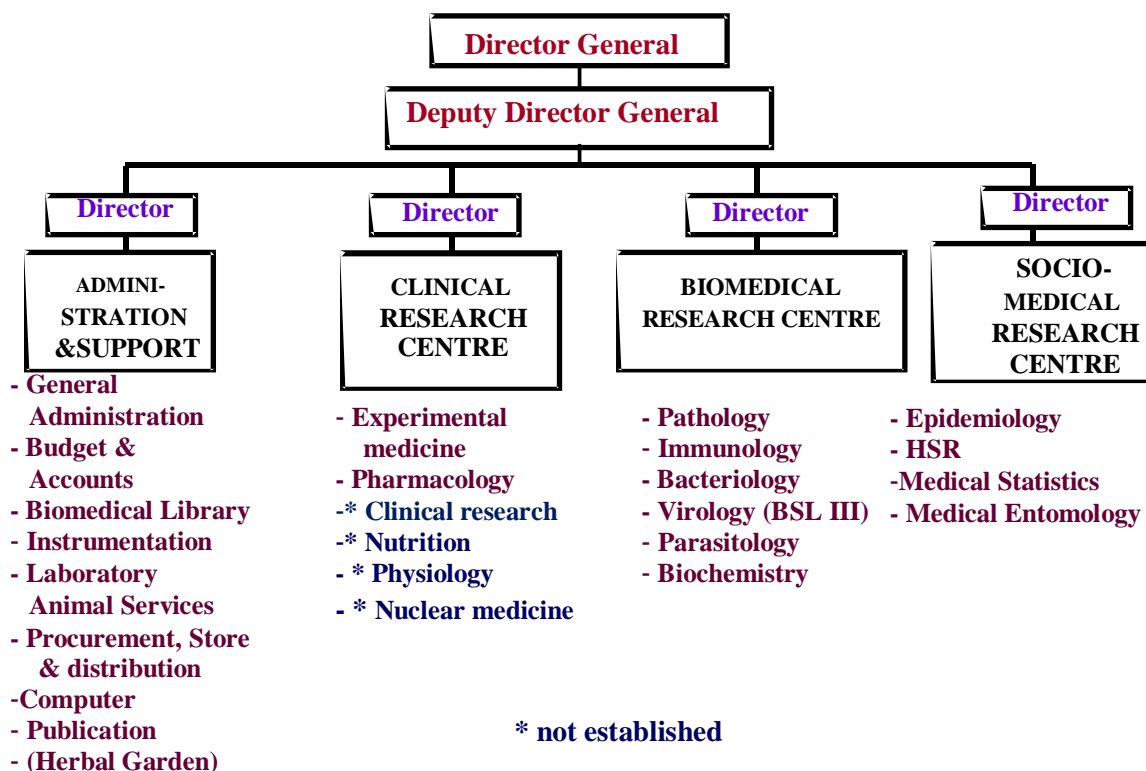 Director General
Deputy Director General
Director
ADMINI-
STRATION
&SUPPORT
- General
Administration
- Budget &
Accounts
- Biomedical Library
- Instrumentation
- Laboratory
Animal Services
- Procurement, Store
& distribution
-Computer
- Publication
- (Herbal Garden)
Director
CLINICAL
RESEARCH
CENTRE
- Experimental
medicine
- Pharmacology
-* Clinical research
-* Nutrition
- * Physiology
- * Nuclear medicine
Director
BIOMEDICAL
RESEARCH CENTRE
- Pathology
- Immunology
- Bacteriology
- Virology (BSL III)
- Parasitology
- Biochemistry
Director
SOCIO-
MEDICAL
RESEARCH
CENTRE
- Epidemiology
- HSR
-Medical Statistics
- Medical Entomology
* not established